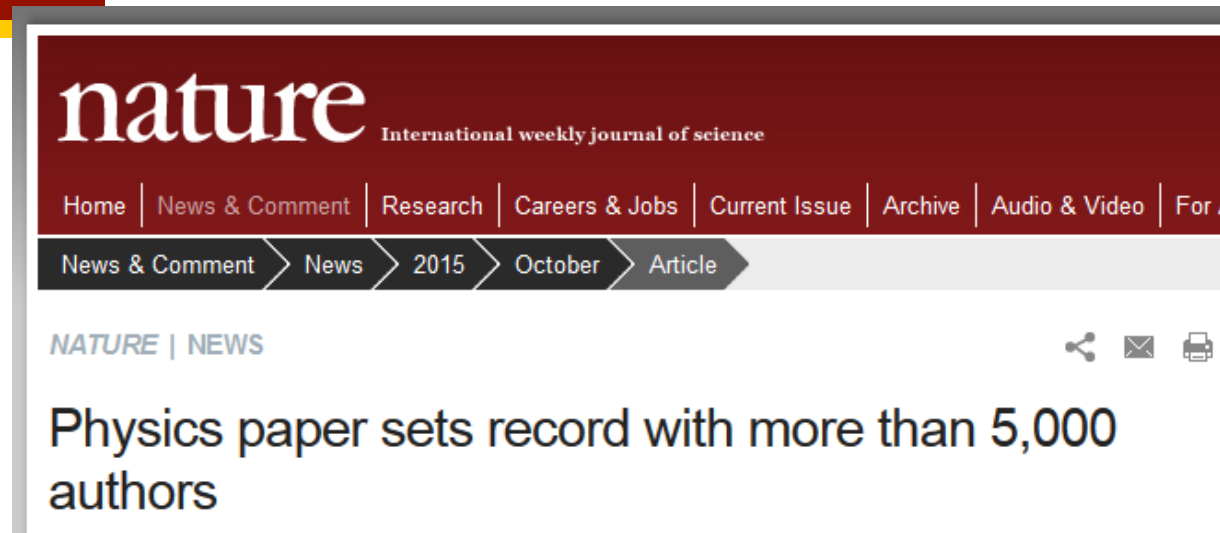 nature International weekly journal of science
Home News & Comment Research Careers & Jobs Current Issue Archive Audio & Video For
News & Comment News 2015 October Article
NATURE | NEWS
Physics paper sets record with more than 5,000
authors